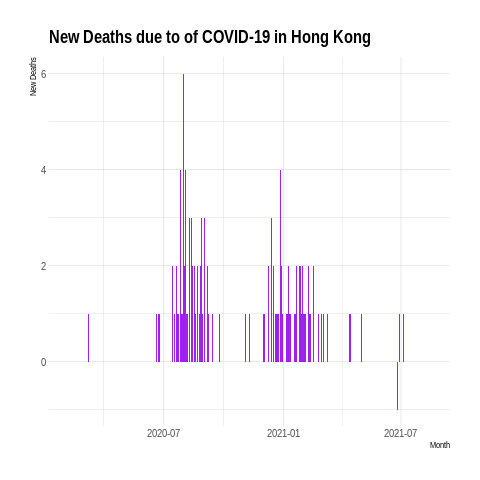 New Deaths due to of COVID-19 in Hong Kong
New Deaths
6
4
2
0
2020-07
2021-01
2021-07
Month